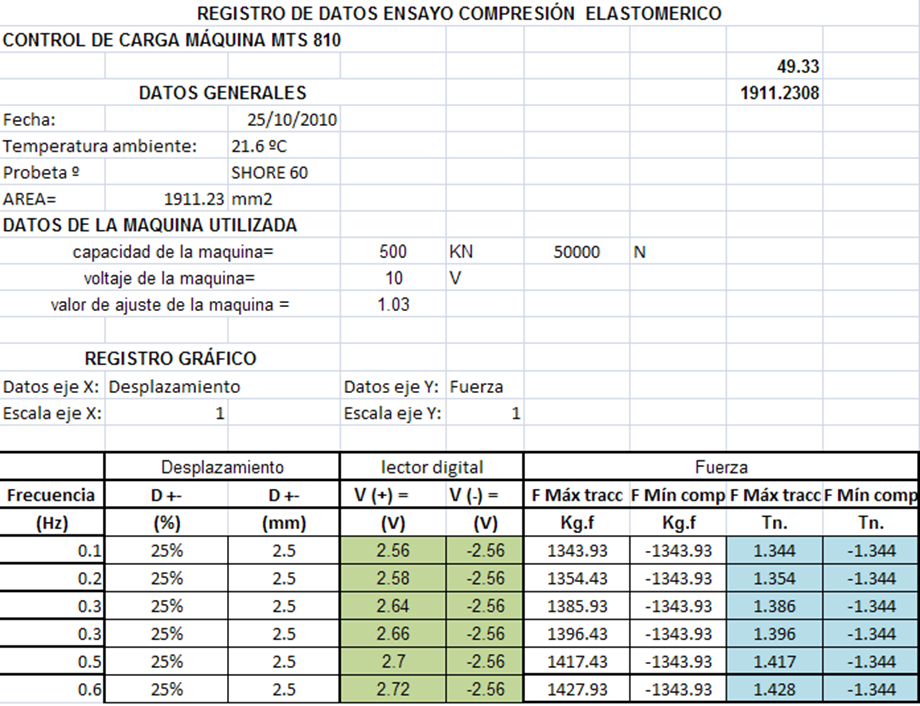 REGISTRO DE DATOS ENSAYO COMPRESIÓN ELASTOMERICO
CONTROL DE CARGA MÁQUINA MTS 810
49.33
DATOS GENERALES 1911.2308
Fecha: 25/10/2010
Temperatura ambiente: 21.6 ºC
Probeta º SHORE 60
AREA= 1911.23 mm2
DATOS DE LA MAQUINA UTILIZADA
capacidad de la maquina= 500 KN 50000 N
voltaje de la maquina= 10 V
valor de ajuste de la maquina = 1.03
REGISTRO GRÁFICO
Datos eje X: Desplazamiento Datos eje Y: Fuerza
Escala eje X: 1 Escala eje Y: 1
Desplazamiento lector digital Fuerza
Frecuencia D +- D +- V (+) = V (-) = F Máx tracc F Mín comp F Máx tracc F Mín comp
(Hz) (%) (mm) (V) (V) Kg.f Kg.f Tn. Tn.
0.1 25% 2.5 2.56 -2.56 1343.93 -1343.93 1.344 -1.344
0.2 25% 2.5 2.58 -2.56 1354.43 -1343.93 1.354 -1.344
0.3 25% 2.5 2.64 -2.56 1385.93 -1343.93 1.386 -1.344
0.3 25% 2.5 2.66 -2.56 1396.43 -1343.93 1.396 -1.344
0.5 25% 2.5 2.7 -2.56 1417.43 -1343.93 1.417 -1.344
0.6 25% 2.5 2.72 -2.56 1427.93 -1343.93 1.428 -1.344